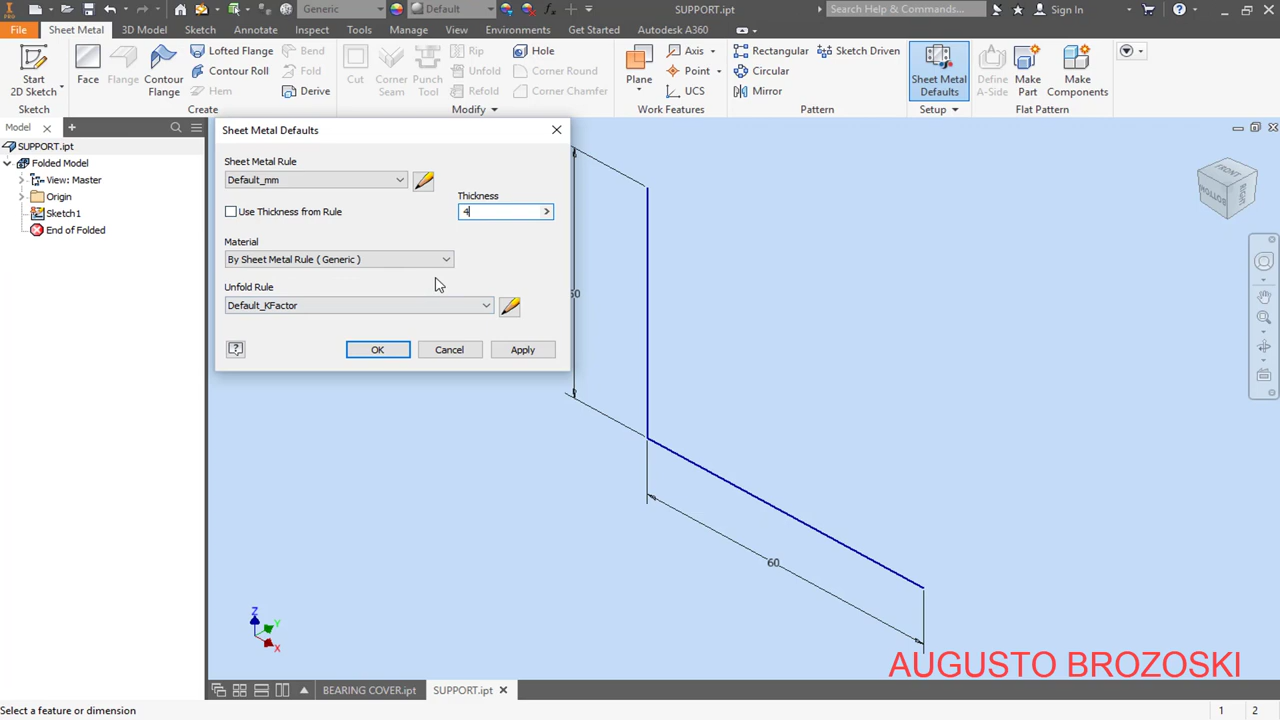 Generic
Default
SUPPORT.ipt
Search Help & Commands...
Sign In
File
Sheet Metal
3D Model
Sketch
Annotate
Inspect
Tools
Manage
View
Environments
Get Started
Autodesk A360
PRO
Start
2D Sketch
Face
Flange
Contour
Flange
Lofted Flange
Contour Roll
Hem
Bend
Fold
Derive
Cut
Corner
Seam
Punch
Tool
Rip
Unfold
Refold
Hole
Corner Round
Corner Chamfer
Plane
Axis
Point
UCS
Rectangular
Circular
Mirror
Sketch Driven
Sheet Metal
Defaults
Define
A-Side
Make
Part
Make
Components
Sketch
Create
Modify
Work Features
Pattern
Setup
Flat Pattern
Model
SUPPORT.ipt
Folded Model
View: Master
Origin
Sketch1
End of Folded
Sheet Metal Defaults
Sheet Metal Rule
Default_mm
Thickness
Use Thickness from Rule
4
Material
By Sheet Metal Rule ( Generic )
Unfold Rule
Default_KFactor
OK
Cancel
Apply
60
FRONT
RIGHT
BOTTOM
Z
Y
X
AUGUSTO BROZOSKI
BEARING COVER.ipt
SUPPORT.ipt
Select a feature or dimension
1
2